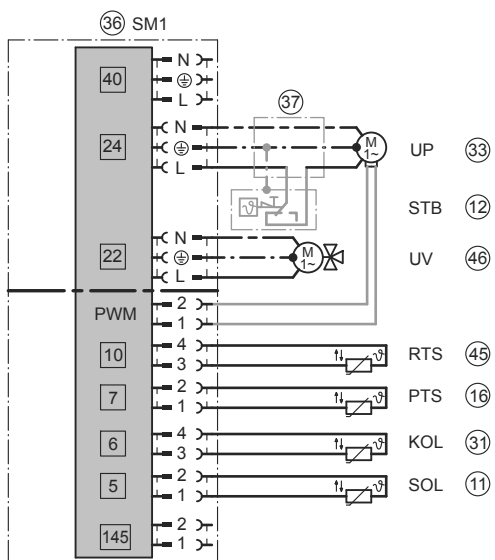 36 SM1
40 N
L
37
24 N
L
M
1~
UP 33
STB 12
ϑ
22 N
L
M
1~
UV 46
PWM 2
1
10 4
3
ϑ
RTS 45
7 2
1
ϑ
PTS 16
6 4
3
ϑ
KOL 31
5 2
1
ϑ
SOL 11
145 2
1